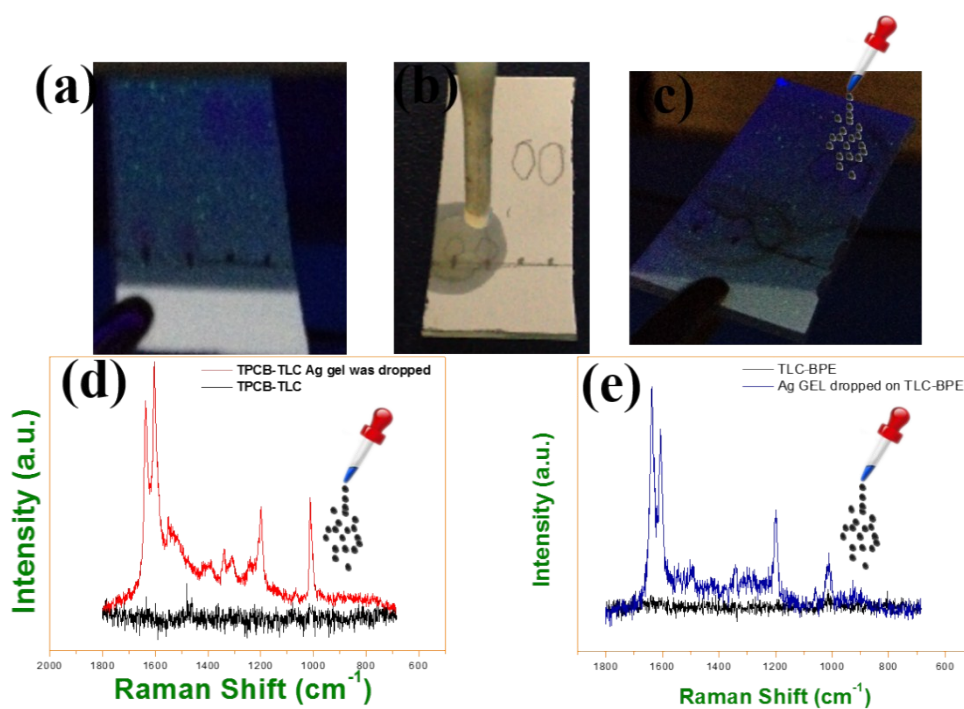 (a)
(b)
(c)
(d)
TPCB-TLC Ag gel was dropped
TPCB-TLC
Intensity (a.u.)
2000 1800 1600 1400 1200 1000 800 600
Raman Shift (cm⁻¹)
(e)
TLC-BPE
Ag GEL dropped on TLC-BPE
Intensity (a.u.)
1800 1600 1400 1200 1000 800 600
Raman Shift (cm⁻¹)